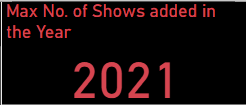 Max No. of Shows added in
the Year
2021